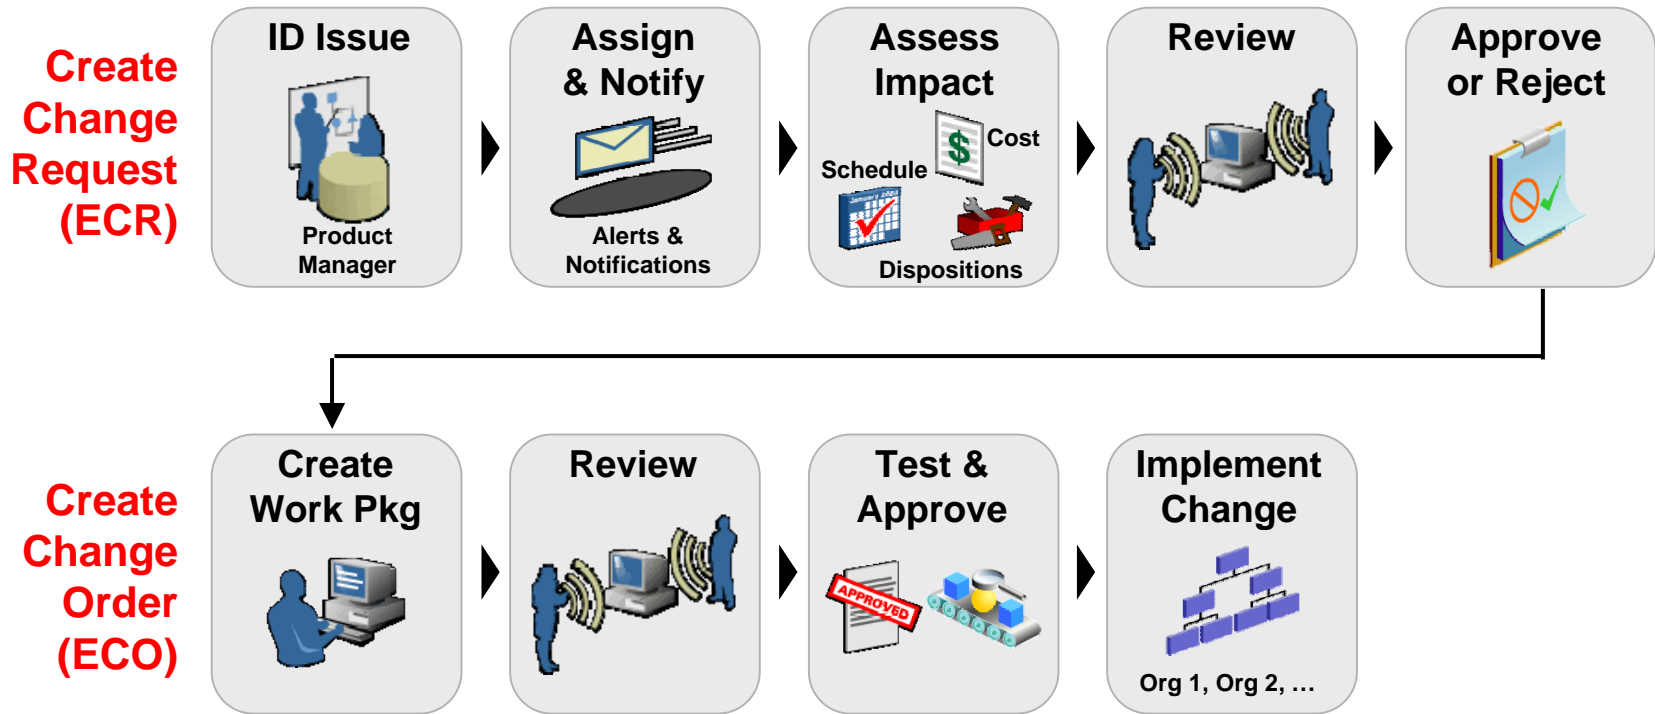 Create
Change
Request
(ECR)
ID Issue
Product
Manager
Assign
& Notify
Alerts &
Notifications
Assess
Impact
Cost
Schedule
Dispositions
Review
Approve
or Reject
Create
Change
Order
(ECO)
Create
Work Pkg
Review
Test &
Approve
APPROVED
Implement
Change
Org 1, Org 2, …